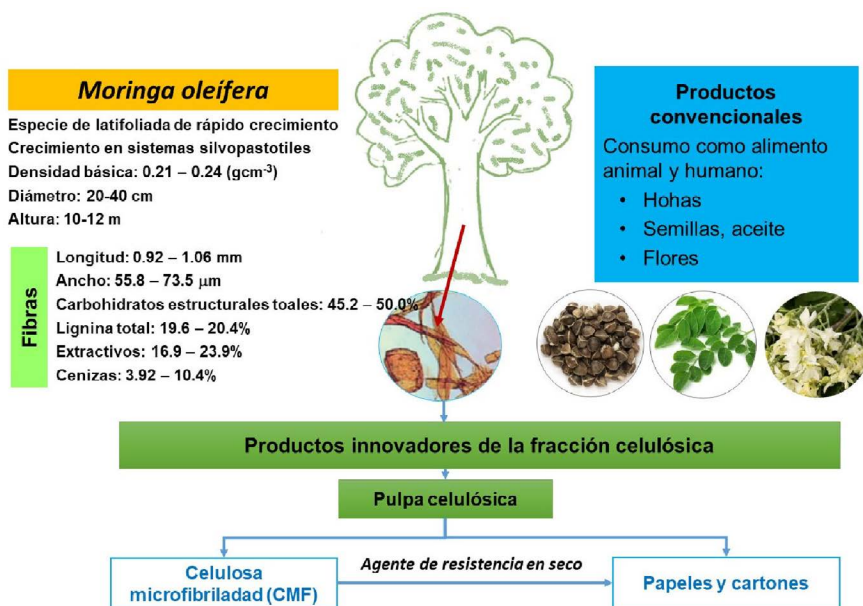 Moringa oleífera
Especie de latifoliada de rápido crecimiento
Crecimiento en sistemas silvopastotiles
Densidad básica: 0.21 – 0.24 (gcm-3)
Diámetro: 20-40 cm
Altura: 10-12 m
Fibras
Longitud: 0.92 – 1.06 mm
Ancho: 55.8 – 73.5 µm
Carbohidratos estructurales toales: 45.2 – 50.0%
Lignina total: 19.6 – 20.4%
Extractivos: 16.9 – 23.9%
Cenizas: 3.92 – 10.4%
Productos
convencionales
Consumo como alimento
animal y humano:
• Hohas
• Semillas, aceite
• Flores
Productos innovadores de la fracción celulósica
Pulpa celulósica
Celulosa
microfibriladad (CMF)
Agente de resistencia en seco
Papeles y cartones